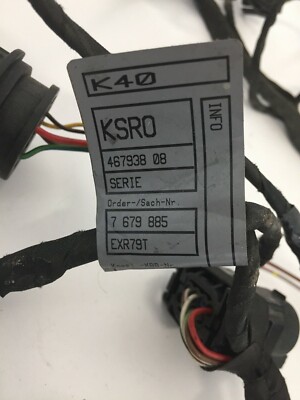 K40
KSRO
467938 08
SERIE
Order-/Sach-Nr.
7 679 885
EXR79T
INFO